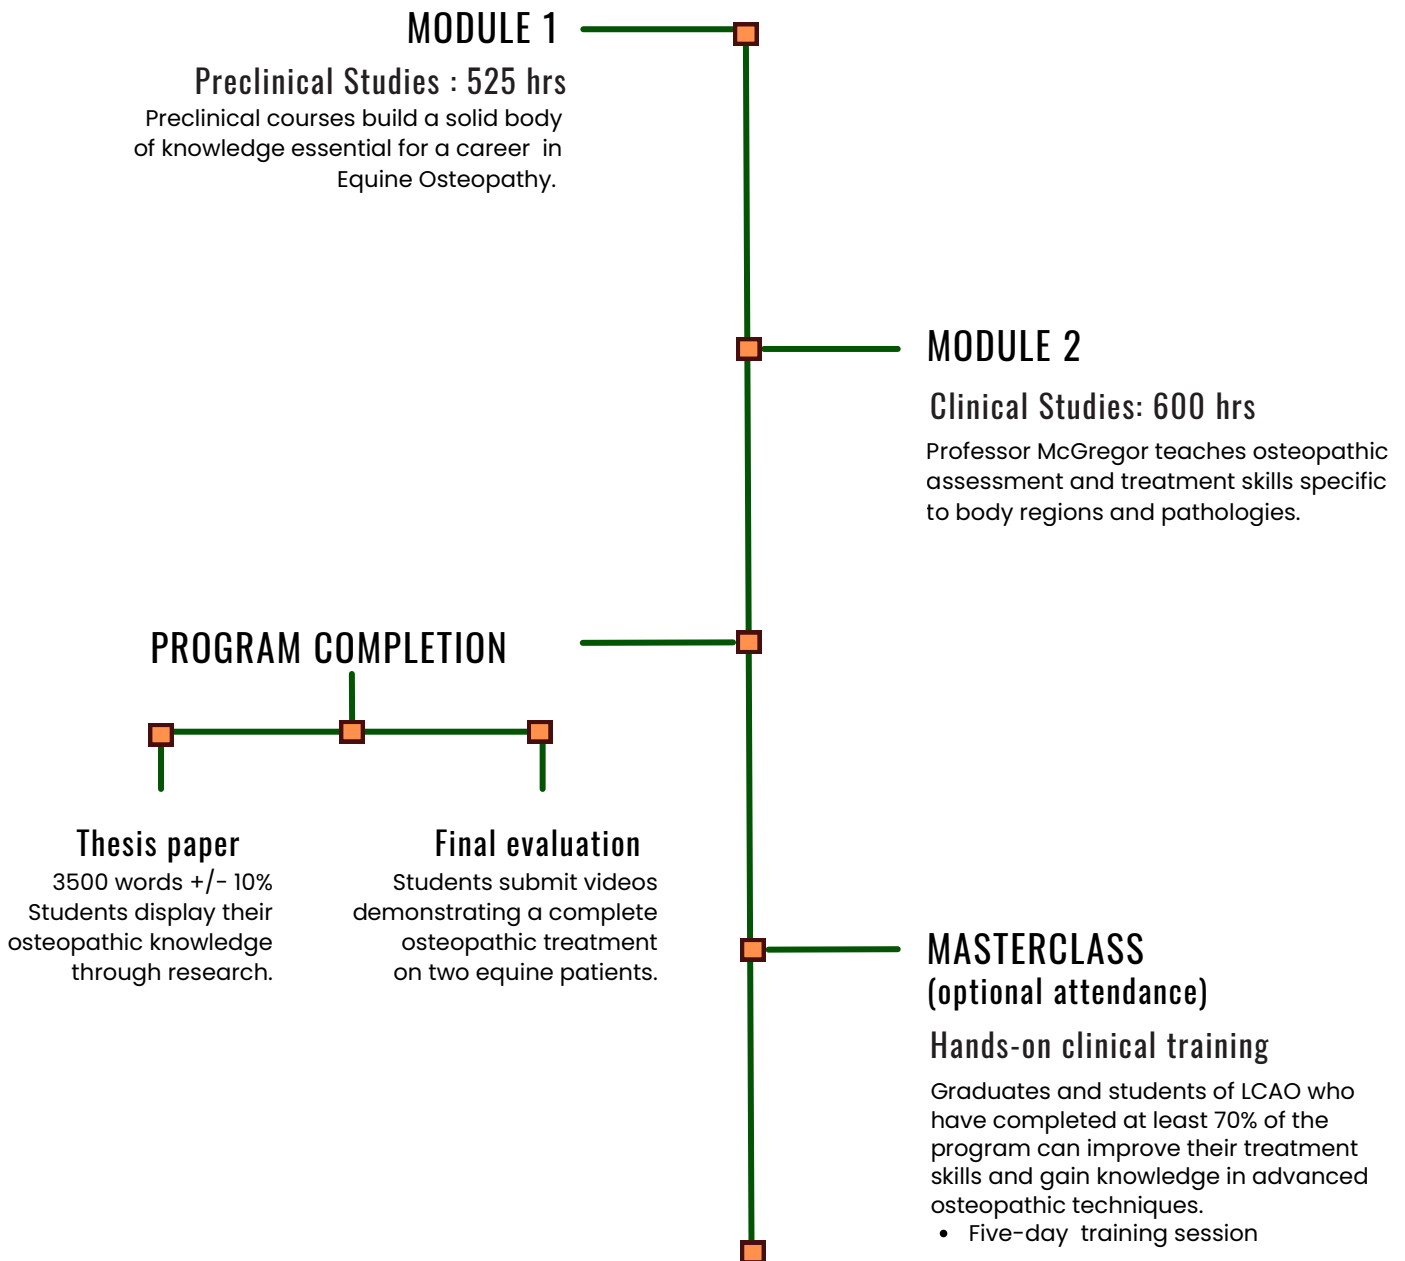 MODULE 1
Preclinical Studies : 525 hrs
Preclinical courses build a solid body
of knowledge essential for a career in
Equine Osteopathy.
MODULE 2
Clinical Studies: 600 hrs
Professor McGregor teaches osteopathic
assessment and treatment skills specific
to body regions and pathologies.
PROGRAM COMPLETION
Thesis paper
3500 words +/- 10%
Students display their
osteopathic knowledge
through research.
Final evaluation
Students submit videos
demonstrating a complete
osteopathic treatment
on two equine patients.
MASTERCLASS
(optional attendance)
Hands-on clinical training
Graduates and students of LCAO who
have completed at least 70% of the
program can improve their treatment
skills and gain knowledge in advanced
osteopathic techniques.
• Five-day training session